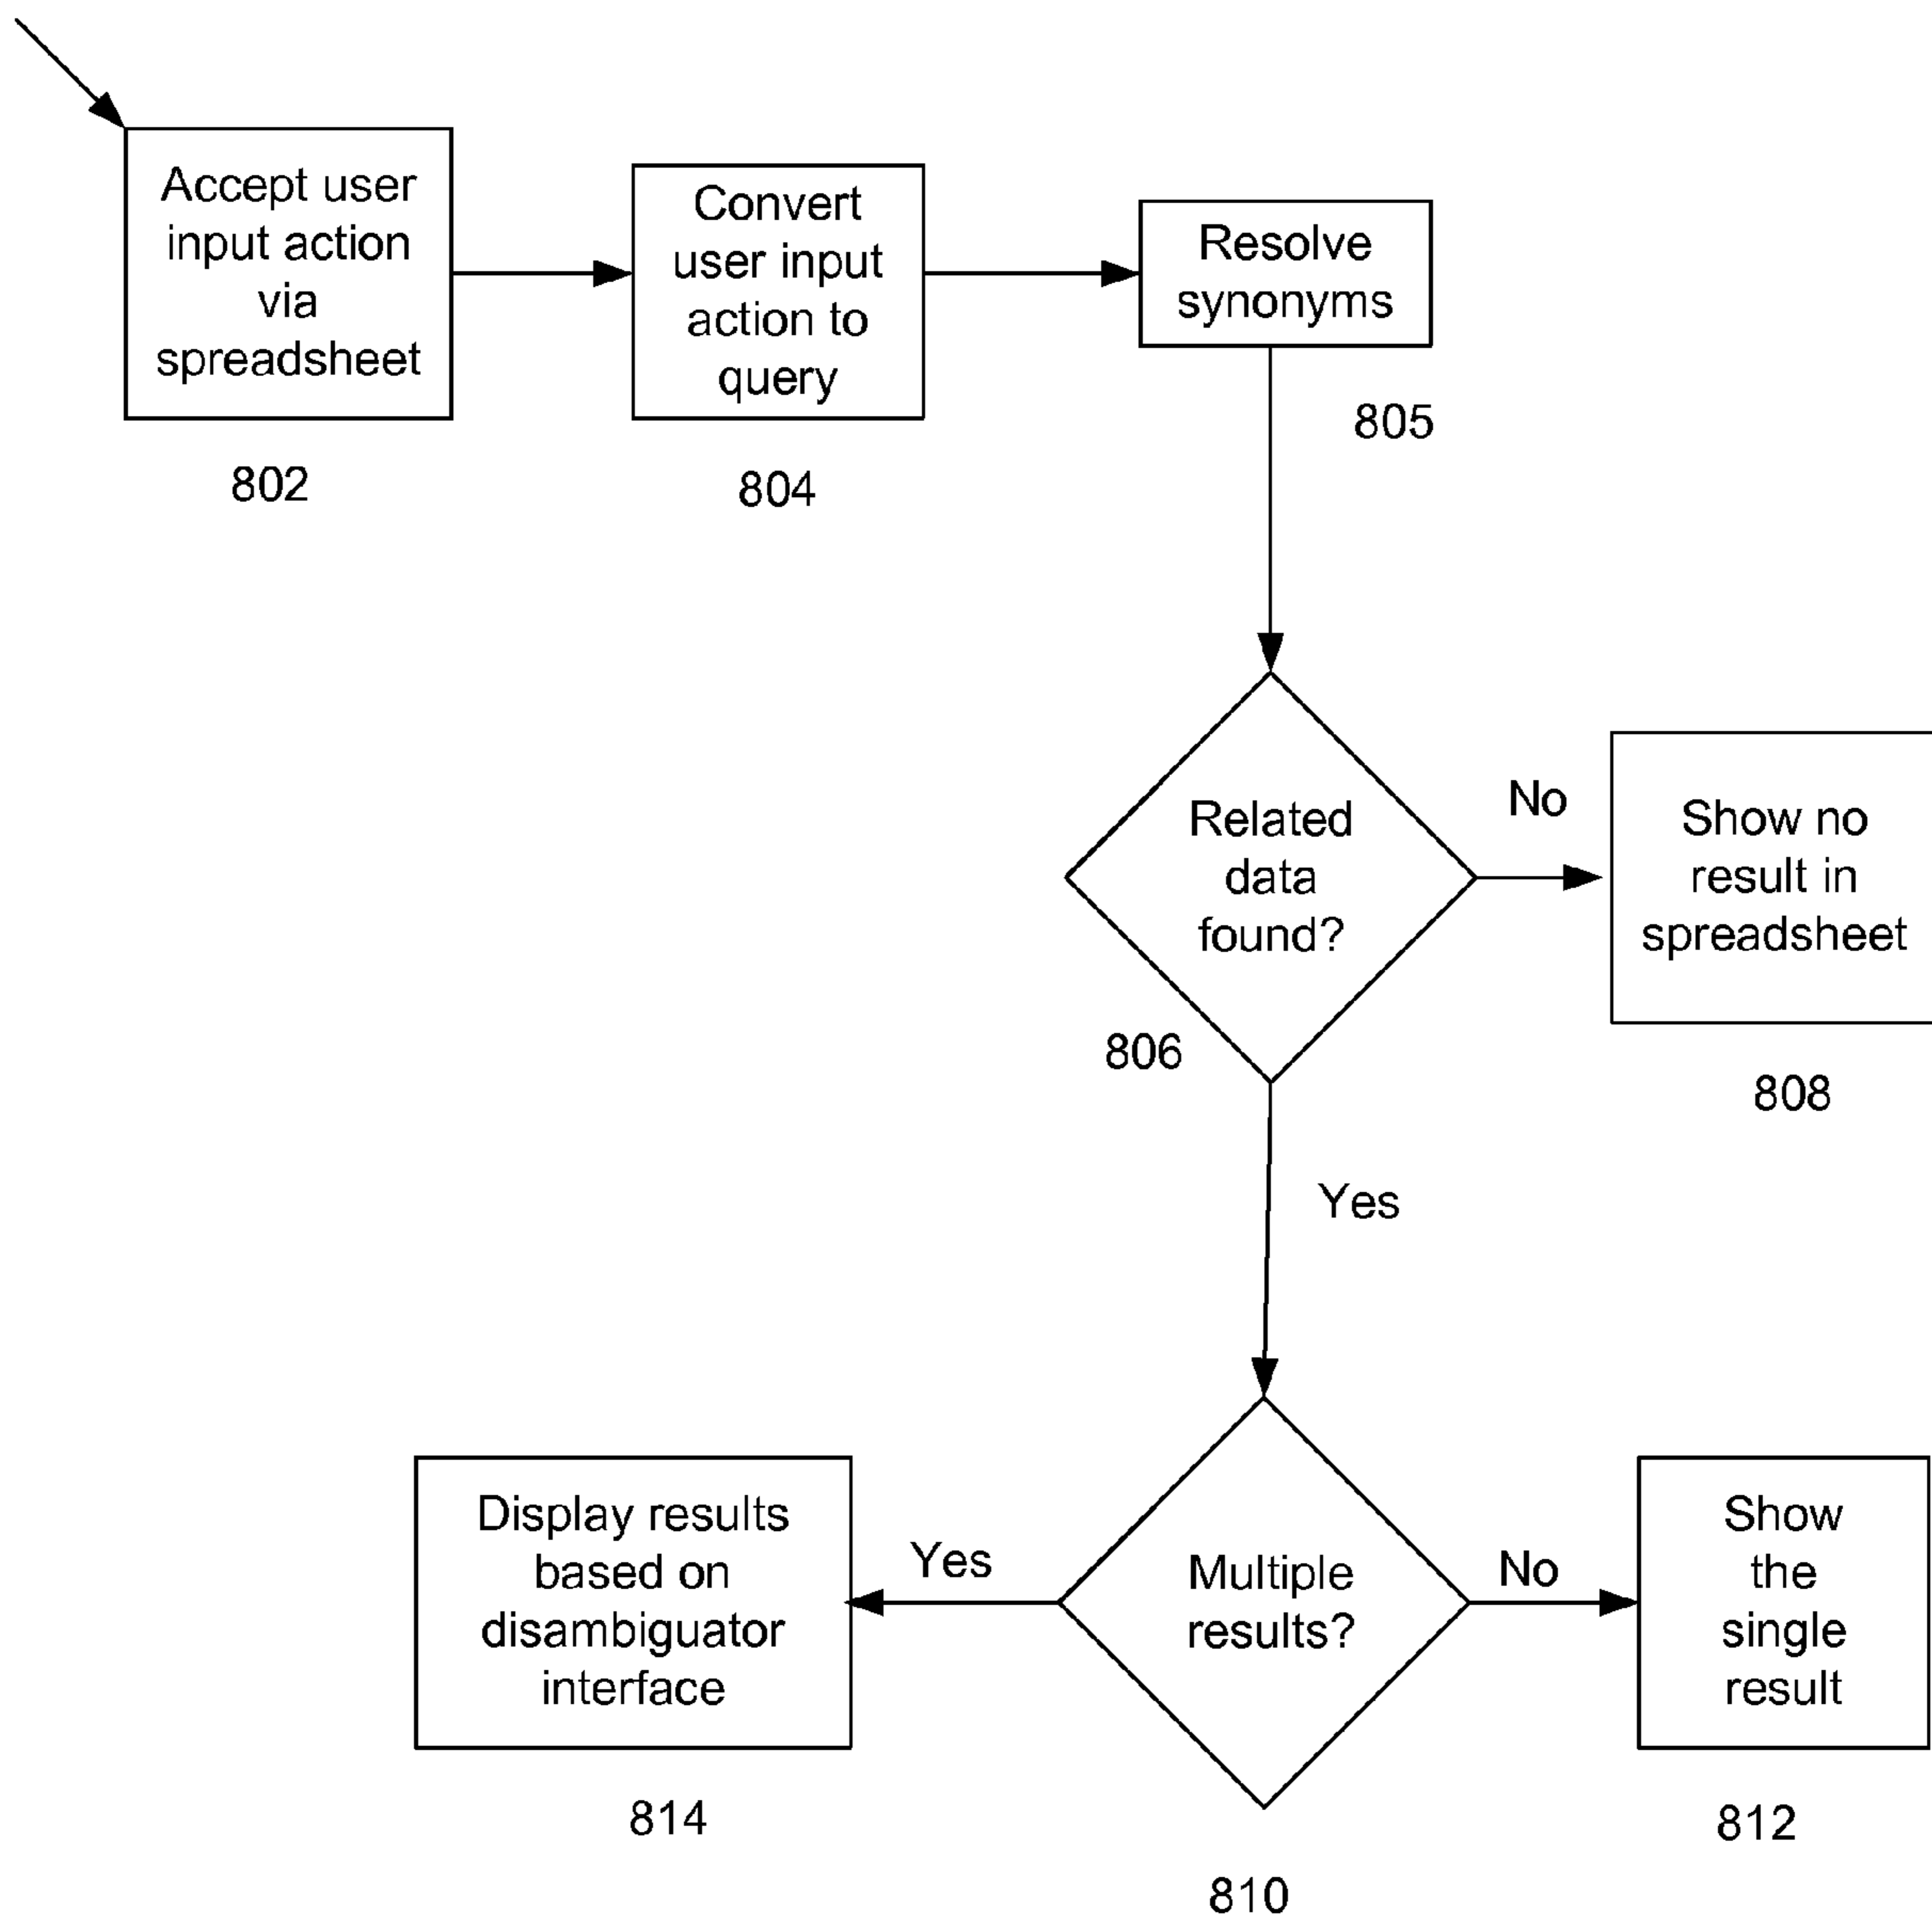 Accept user
input action
via
spreadsheet
802
Convert
user input
action to
query
804
Resolve
synonyms
805
Related
data
found?
806
No
Show no
result in
spreadsheet
808
Yes
Multiple
results?
810
Yes
Display results
based on
disambiguator
interface
814
No
Show
the
single
result
812